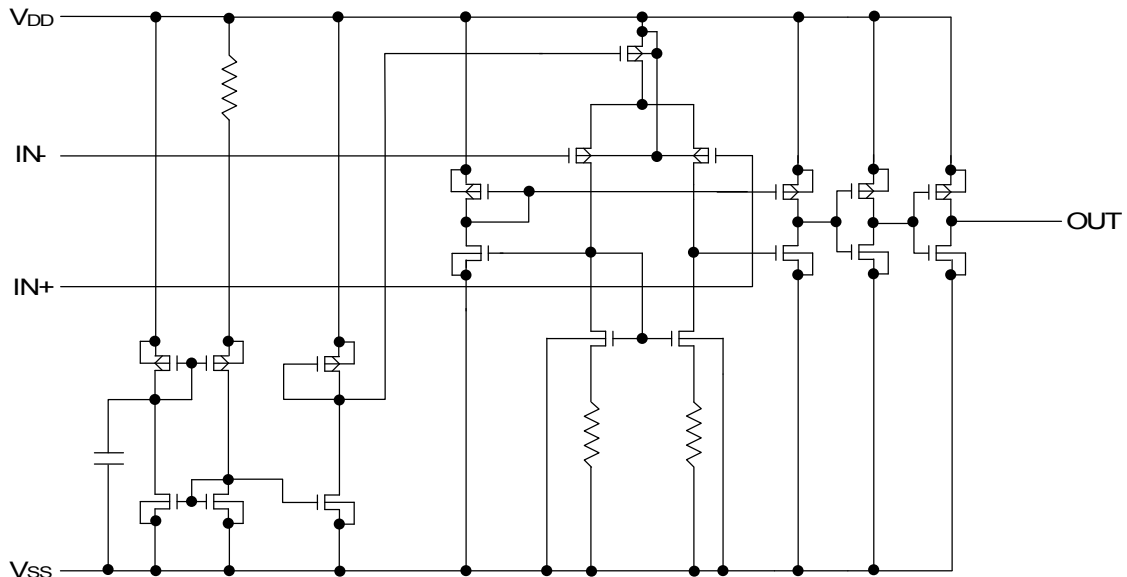 VDD
IN-
OUT
IN+
VSS